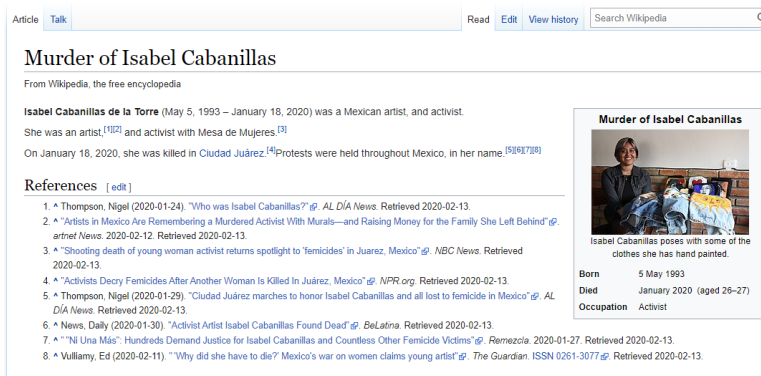 Article Talk Read Edit View history Search Wikipedia
Murder of Isabel Cabanillas
From Wikipedia, the free encyclopedia
Isabel Cabanillas de la Torre (May 5, 1993 – January 18, 2020) was a Mexican artist, and activist.
She was an artist,[1][2] and activist with Mesa de Mujeres.[3]
On January 18, 2020, she was killed in Ciudad Juárez.[4]Protests were held throughout Mexico, in her name.[5][6][7][8]
Murder of Isabel Cabanillas
Isabel Cabanillas poses with some of the
clothes she has hand painted.
Born 5 May 1993
Died January 2020 (aged 26–27)
Occupation Activist
References [ edit ]
1. ^ Thompson, Nigel (2020-01-24). "Who was Isabel Cabanillas?". AL DÍA News. Retrieved 2020-02-13.
2. ^ "Artists in Mexico Are Remembering a Murdered Activist With Murals—and Raising Money for the Family She Left Behind".
artnet News. 2020-02-12. Retrieved 2020-02-13.
3. ^ "Shooting death of young woman activist returns spotlight to 'femicides' in Juarez, Mexico". NBC News. Retrieved
2020-02-13.
4. ^ "Activists Decry Femicides After Another Woman Is Killed In Juárez, Mexico". NPR.org. Retrieved 2020-02-13.
5. ^ Thompson, Nigel (2020-01-29). "Ciudad Juárez marches to honor Isabel Cabanillas and all lost to femicide in Mexico". AL
DÍA News. Retrieved 2020-02-13.
6. ^ News, Daily (2020-01-30). "Activist Artist Isabel Cabanillas Found Dead". BeLatina. Retrieved 2020-02-13.
7. ^ ""Ni Una Más": Hundreds Demand Justice for Isabel Cabanillas and Countless Other Femicide Victims". Remezcla. 2020-01-27. Retrieved 2020-02-13.
8. ^ Vulliamy, Ed (2020-02-11). "'Why did she have to die?' Mexico's war on women claims young artist". The Guardian. ISSN 0261-3077. Retrieved 2020-02-13.